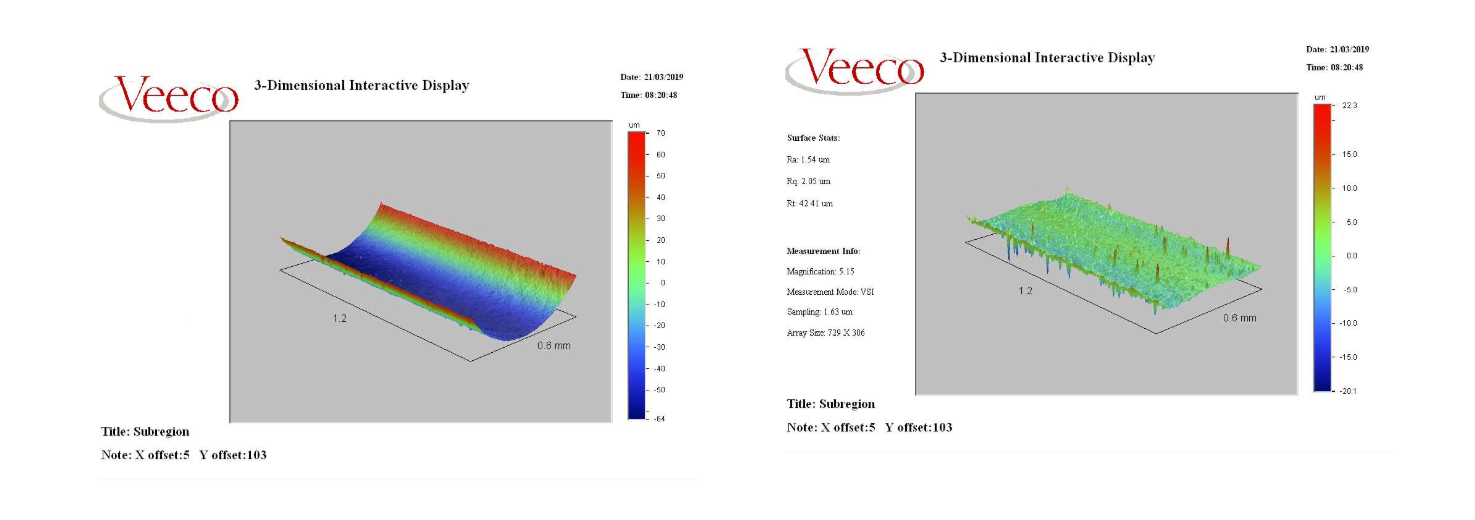 Veeco
3-Dimensional Interactive Display
Date: 21/03/2019
Time: 08:20:48
um
70
60
50
40
30
20
10
0
-10
-20
-30
-40
-50
-64
1.2
0.6 mm
Title: Subregion
Note: X offset:5 Y offset:103
Veeco
3-Dimensional Interactive Display
Date: 21/03/2019
Time: 08:20:48
Surface Stats:
Ra: 1.54 um
Rq: 2.05 um
Rt: 42.41 um
Measurement Info:
Magnification: 5.15
Measurement Mode: VSI
Sampling: 1.63 um
Array Size: 729 X 306
um
22.3
15.0
10.0
5.0
0.0
-5.0
-10.0
-15.0
-20.1
1.2
0.6 mm
Title: Subregion
Note: X offset:5 Y offset:103